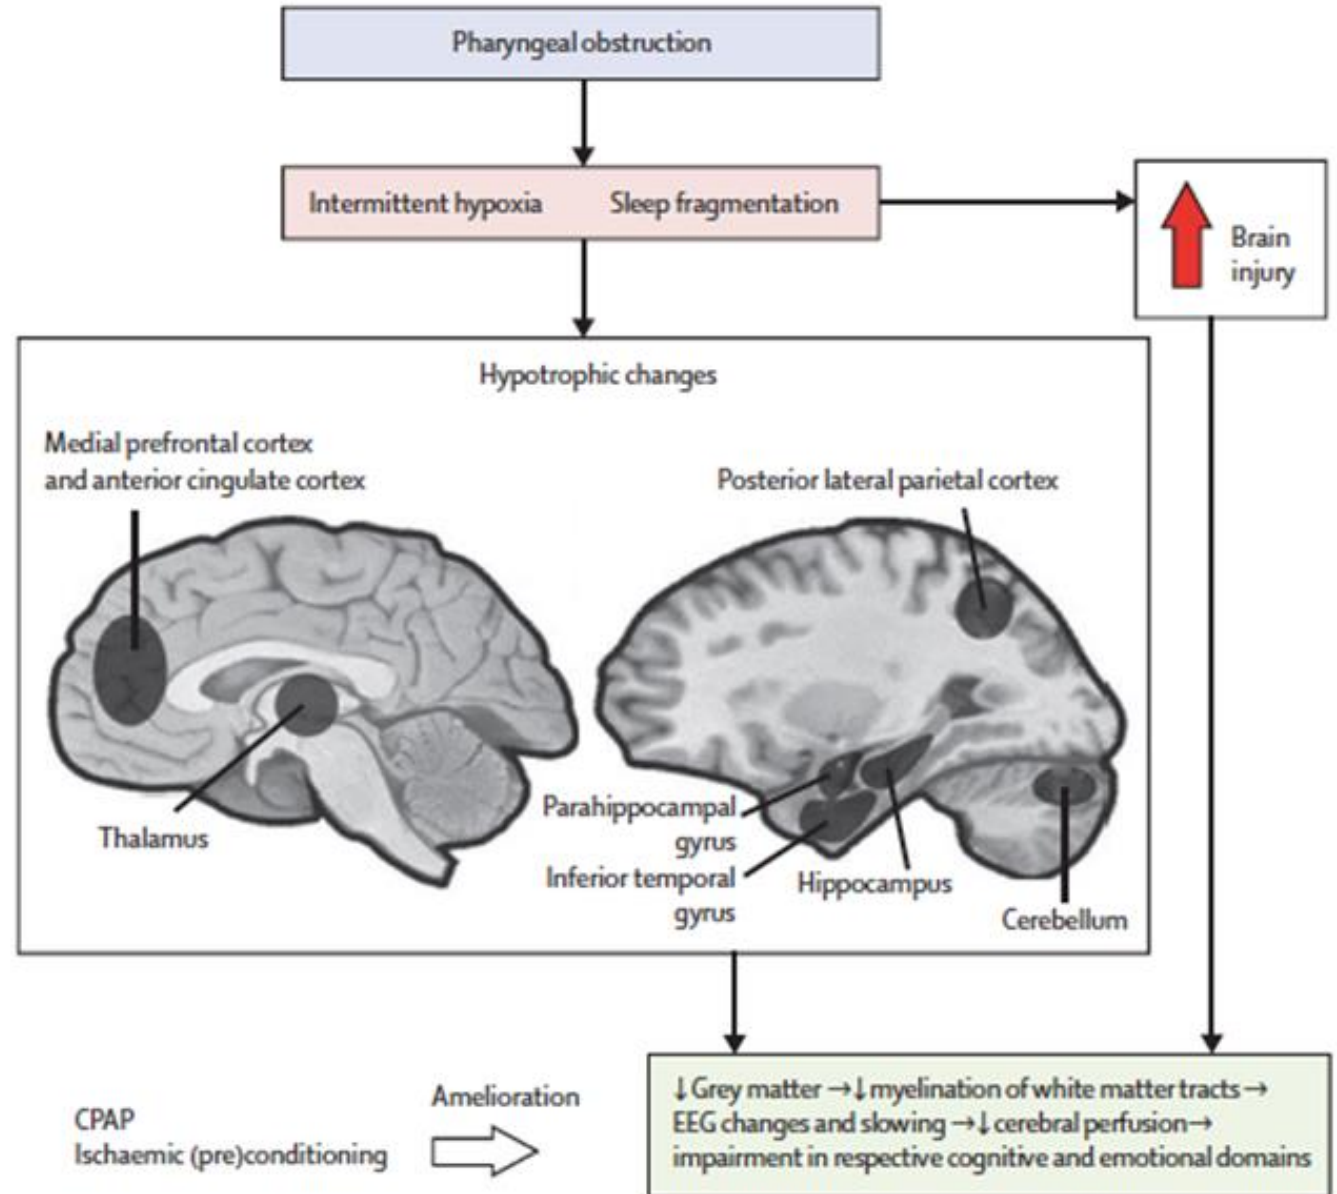 Pharyngeal obstruction
Intermittent hypoxia Sleep fragmentation
Brain
injury
Hypotrophic changes
Medial prefrontal cortex
and anterior cingulate cortex
Posterior lateral parietal cortex
Thalamus
Parahippocampal
gyrus
Inferior temporal
gyrus
Hippocampus
Cerebellum
CPAP
Ischaemic (pre)conditioning
Amelioration
↓Grey matter →↓myelination of white matter tracts→
EEG changes and slowing →↓cerebral perfusion→
impairment in respective cognitive and emotional domains